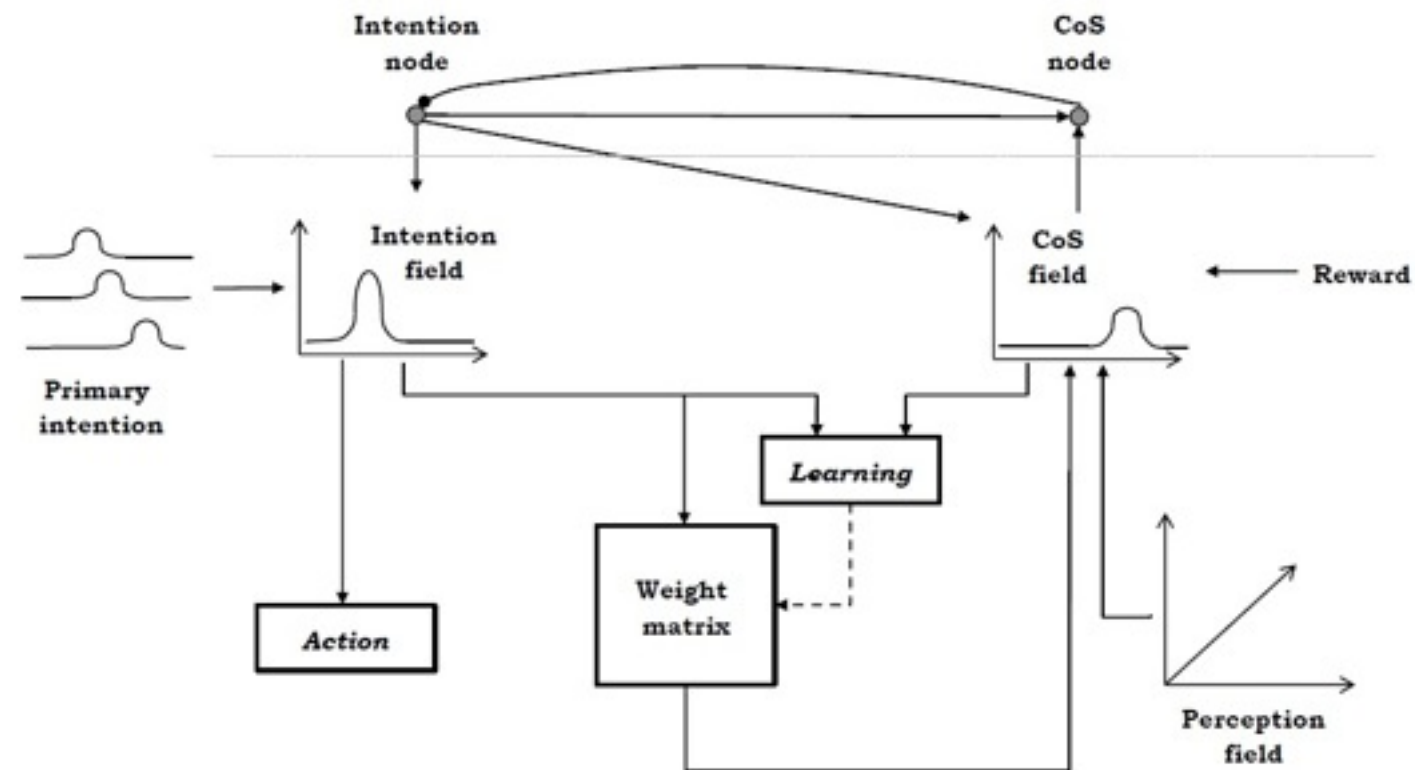 Intention
node
CoS
node
Intention
field
CoS
field
Reward
Primary
intention
Learning
Weight
matrix
Action
Perception
field